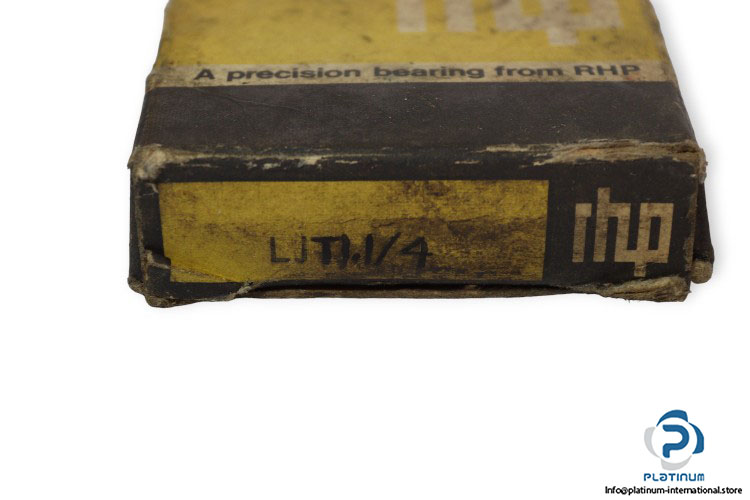 rhp
A precision bearing from RHP
LJT1.1/4
rhp
PLATINUM
Info@platinum-international.store